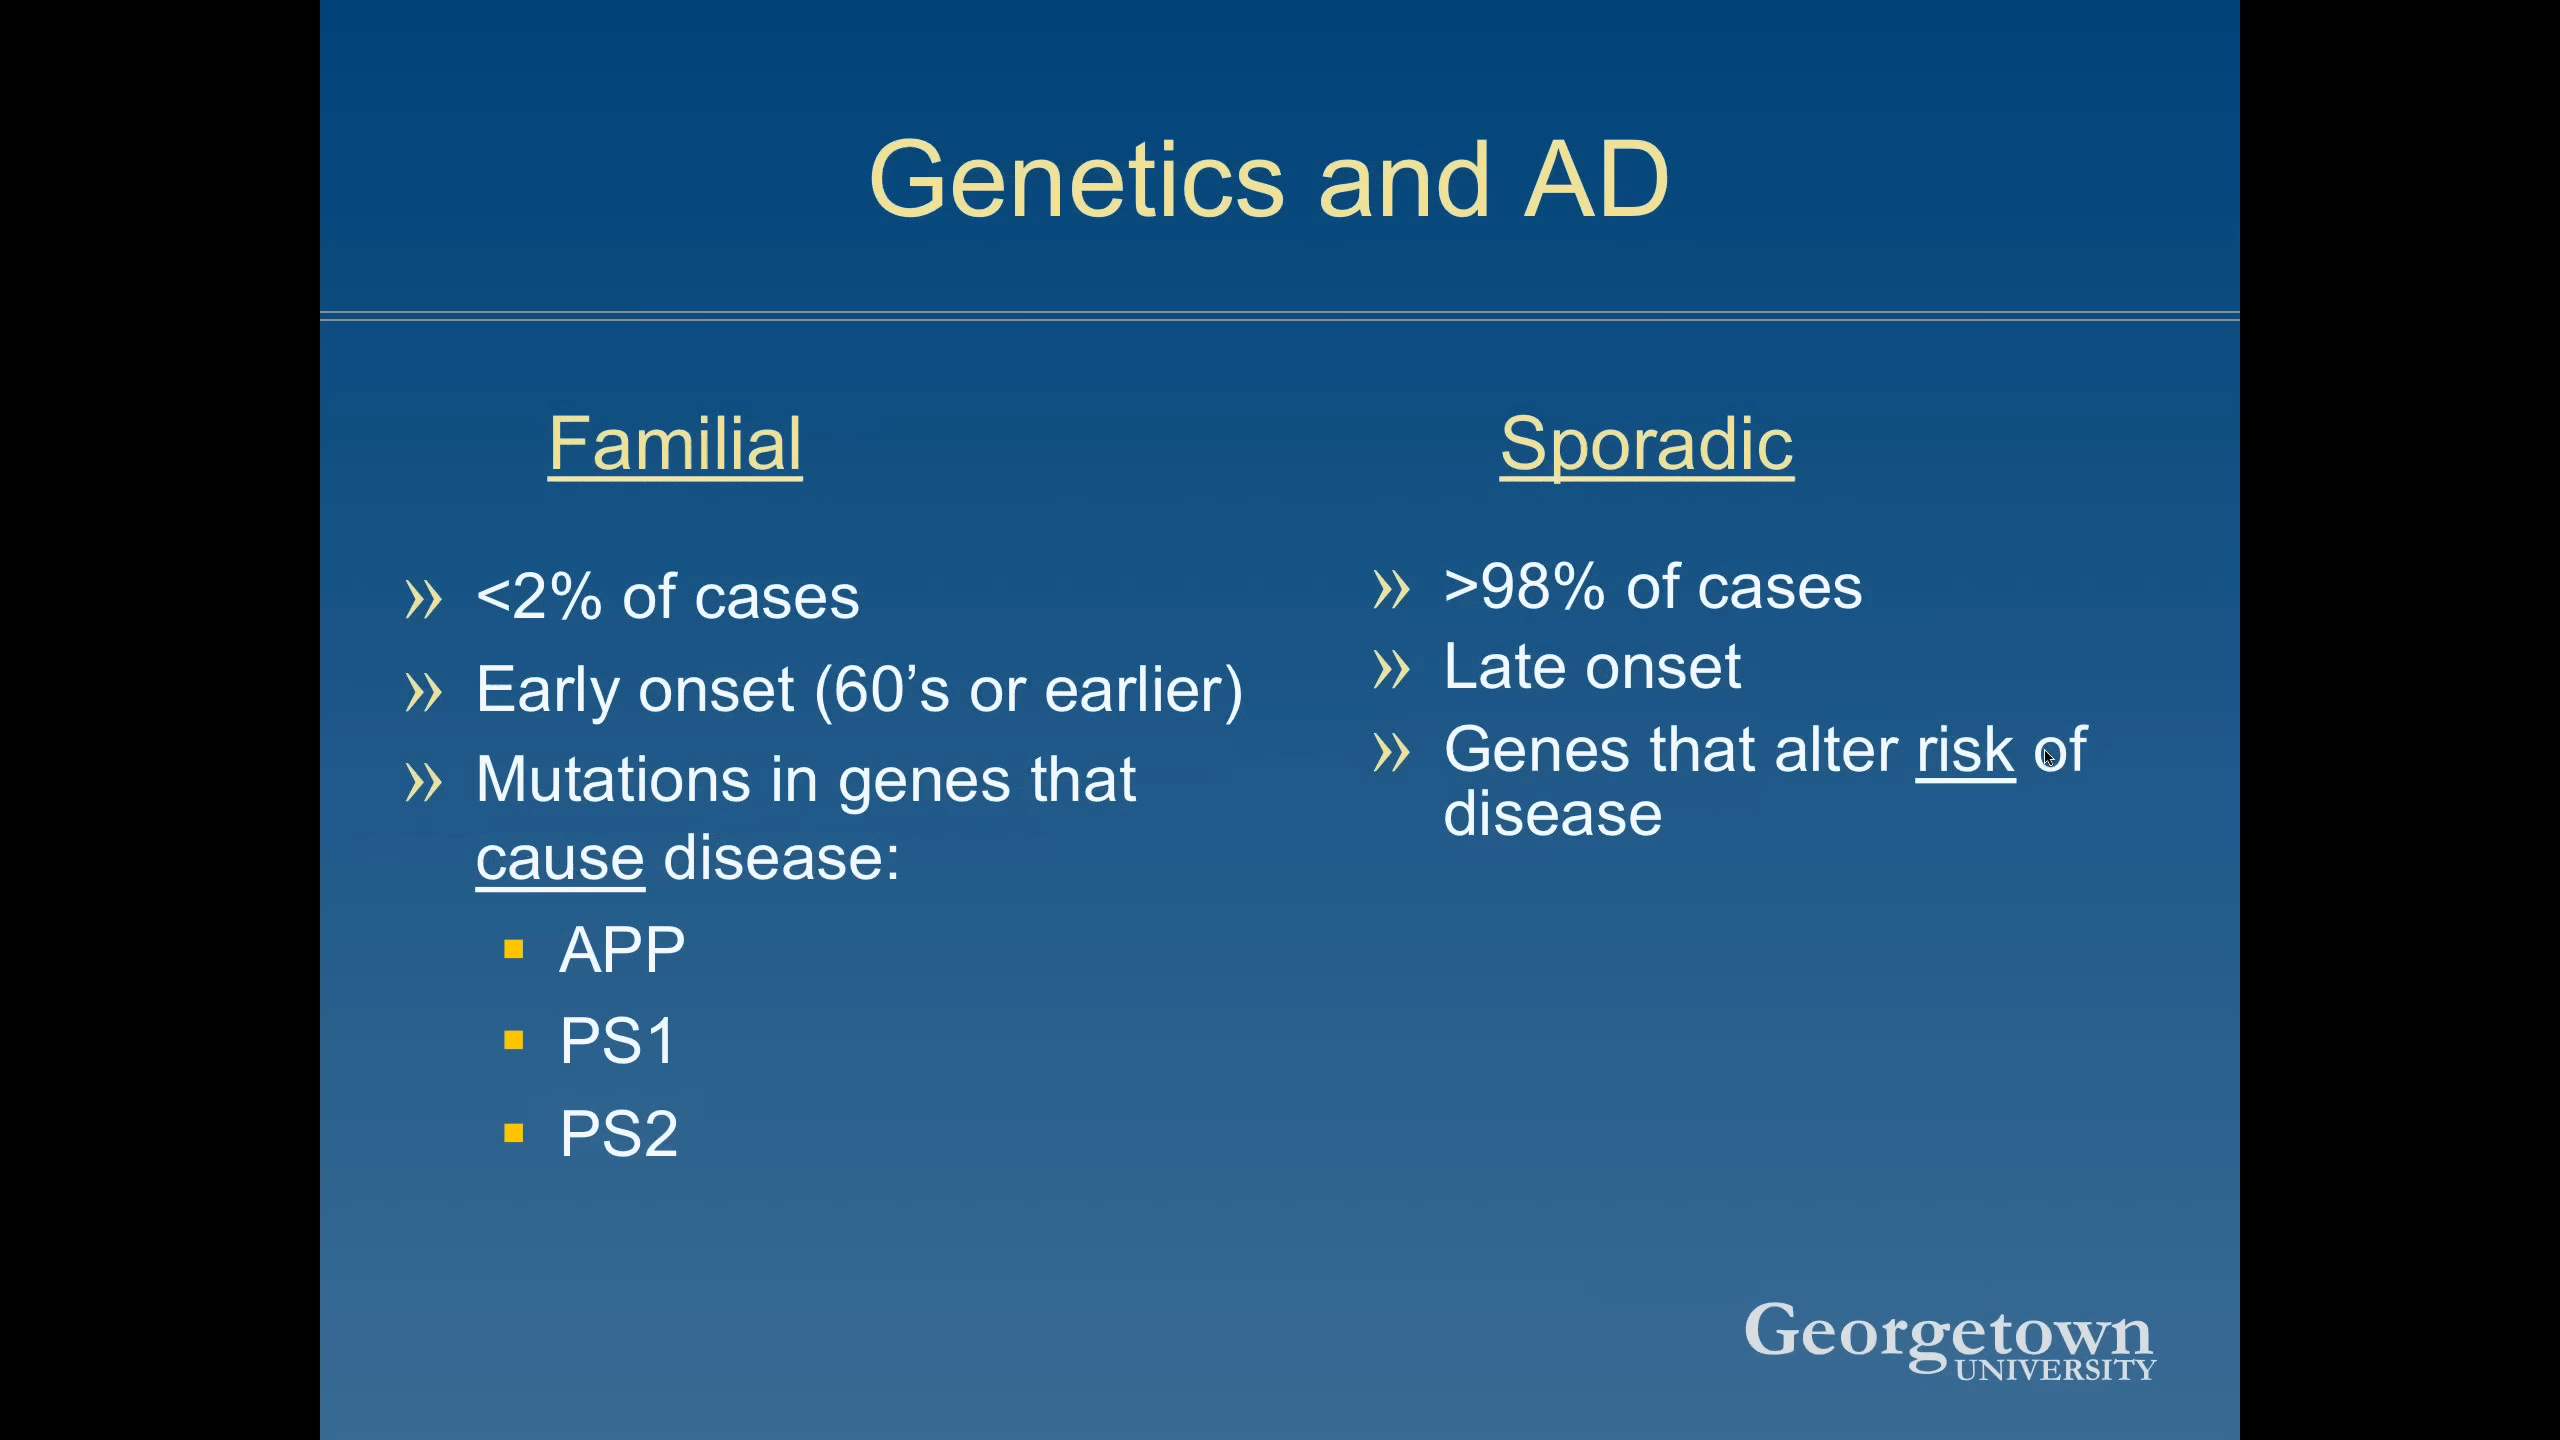 Genetics and AD
Familial
» <2% of cases
» Early onset (60’s or earlier)
» Mutations in genes that
cause disease:
▪ APP
▪ PS1
▪ PS2
Sporadic
» >98% of cases
» Late onset
» Genes that alter risk of
disease
Georgetown
UNIVERSITY